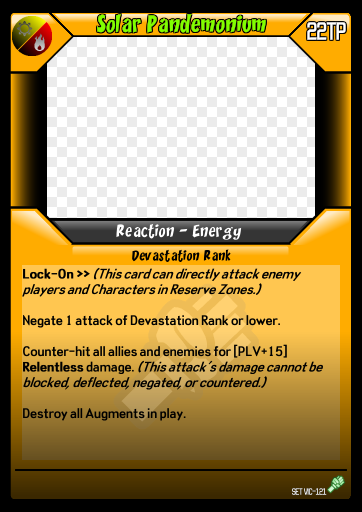 Solar Pandemonium
22TP
Reaction - Energy
Devastation Rank
Lock-On >> (This card can directly attack enemy
players and Characters in Reserve Zones.)
Negate 1 attack of Devastation Rank or lower.
Counter-hit all allies and enemies for [PLV+15]
Relentless damage. (This attack's damage cannot be
blocked, deflected, negated, or countered.)
Destroy all Augments in play.
SET VIC-121